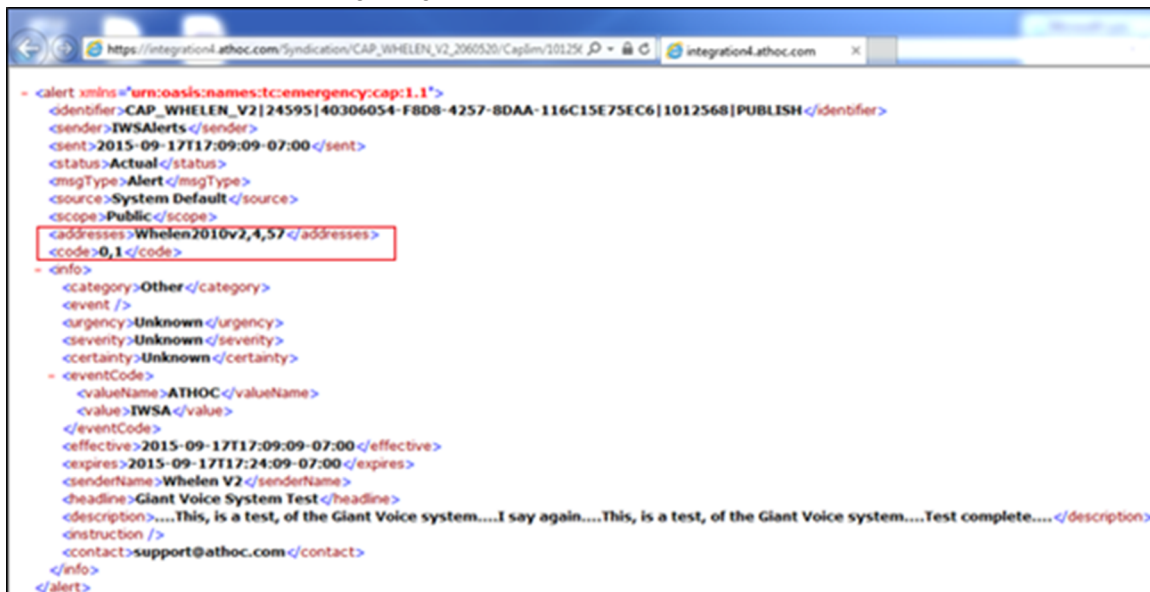 https://integration4.athoc.com/Syndication/CAP_WHELEN_V2_2060520/CapIim/101256 integration4.athoc.com ×
- <alert xmlns="urn:oasis:names:tc:emergency:cap:1.1">
<identifier>CAP_WHELEN_V2|24595|40306054-F8D8-4257-8DAA-116C15E75EC6|1012568|PUBLISH</identifier>
<sender>IWSAlerts</sender>
<sent>2015-09-17T17:09:09-07:00</sent>
<status>Actual</status>
<msgType>Alert</msgType>
<source>System Default</source>
<scope>Public</scope>
<addresses>Whelen2010v2,4,57</addresses>
<code>0,1</code>
- <info>
<category>Other</category>
<event />
<urgency>Unknown</urgency>
<severity>Unknown</severity>
<certainty>Unknown</certainty>
- <eventCode>
<valueName>ATHOC</valueName>
<value>IWSA</value>
</eventCode>
<effective>2015-09-17T17:09:09-07:00</effective>
<expires>2015-09-17T17:24:09-07:00</expires>
<senderName>Whelen V2</senderName>
<headline>Giant Voice System Test</headline>
<description>....This, is a test, of the Giant Voice system....I say again....This, is a test, of the Giant Voice system....Test complete....</description>
<instruction />
<contact>support@athoc.com</contact>
</info>
</alert>